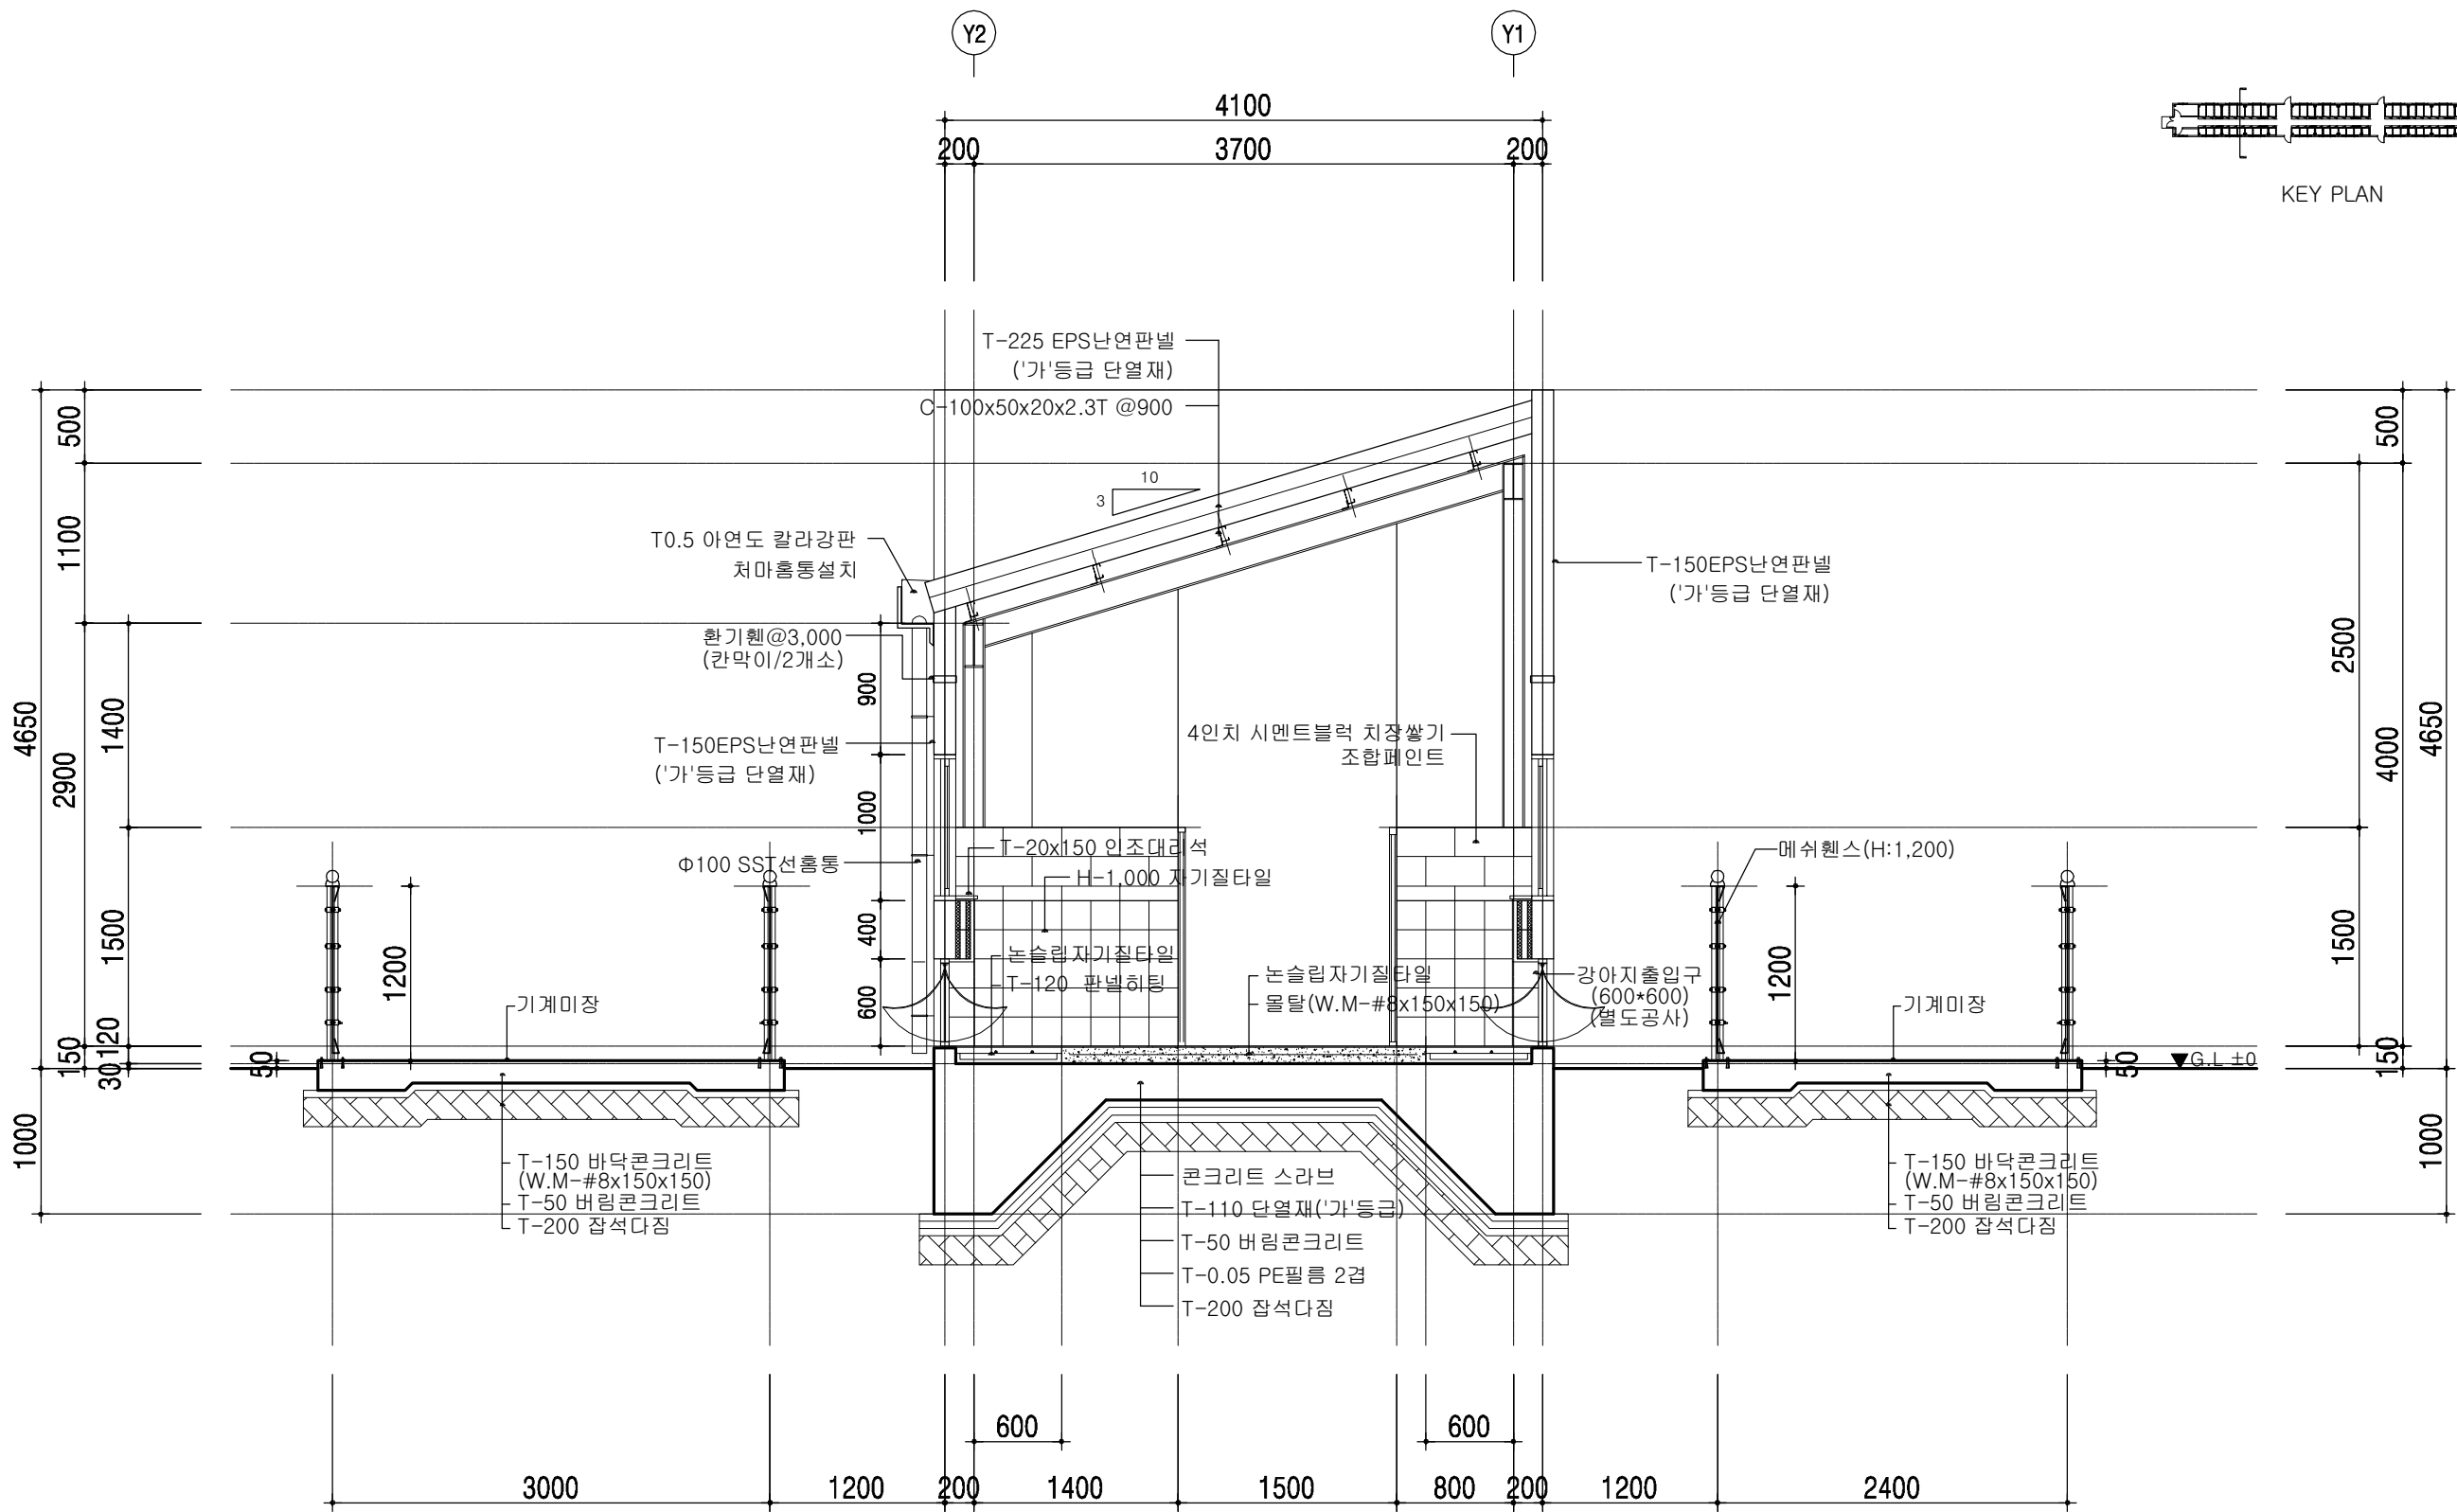 Y2
Y1
4100
200
3700
200
KEY PLAN
T-225 EPS난연판넬
('가'등급 단열재)
C-100x50x20x2.3T @900
10
3
T0.5 아연도 칼라강판
처마홈통설치
환기휀@3,000
(칸막이/2개소)
T-150EPS난연판넬
('가'등급 단열재)
T-150EPS난연판넬
('가'등급 단열재)
4인치 시멘트블럭 치장쌓기
조합페인트
Φ100 SST선홈통
T-20x150 인조대리석
H-1,000 자기질타일
논슬립자기질타일
T-120 판넬히팅
논슬립자기질타일
몰탈(W.M-#8x150x150)
강아지출입구
(600*600)
(별도공사)
메쉬휀스(H:1,200)
기계미장
기계미장
G.L ±0
4650
1000
500
1100
2900
150
1400
1500
120
30
50
1200
900
1000
400
600
1200
50
2500
1500
500
4000
150
4650
1000
T-150 바닥콘크리트
(W.M-#8x150x150)
T-50 버림콘크리트
T-200 잡석다짐
콘크리트 스라브
T-110 단열재('가'등급)
T-50 버림콘크리트
T-0.05 PE필름 2겹
T-200 잡석다짐
T-150 바닥콘크리트
(W.M-#8x150x150)
T-50 버림콘크리트
T-200 잡석다짐
600
600
3000
1200
200
1400
1500
800
200
1200
2400